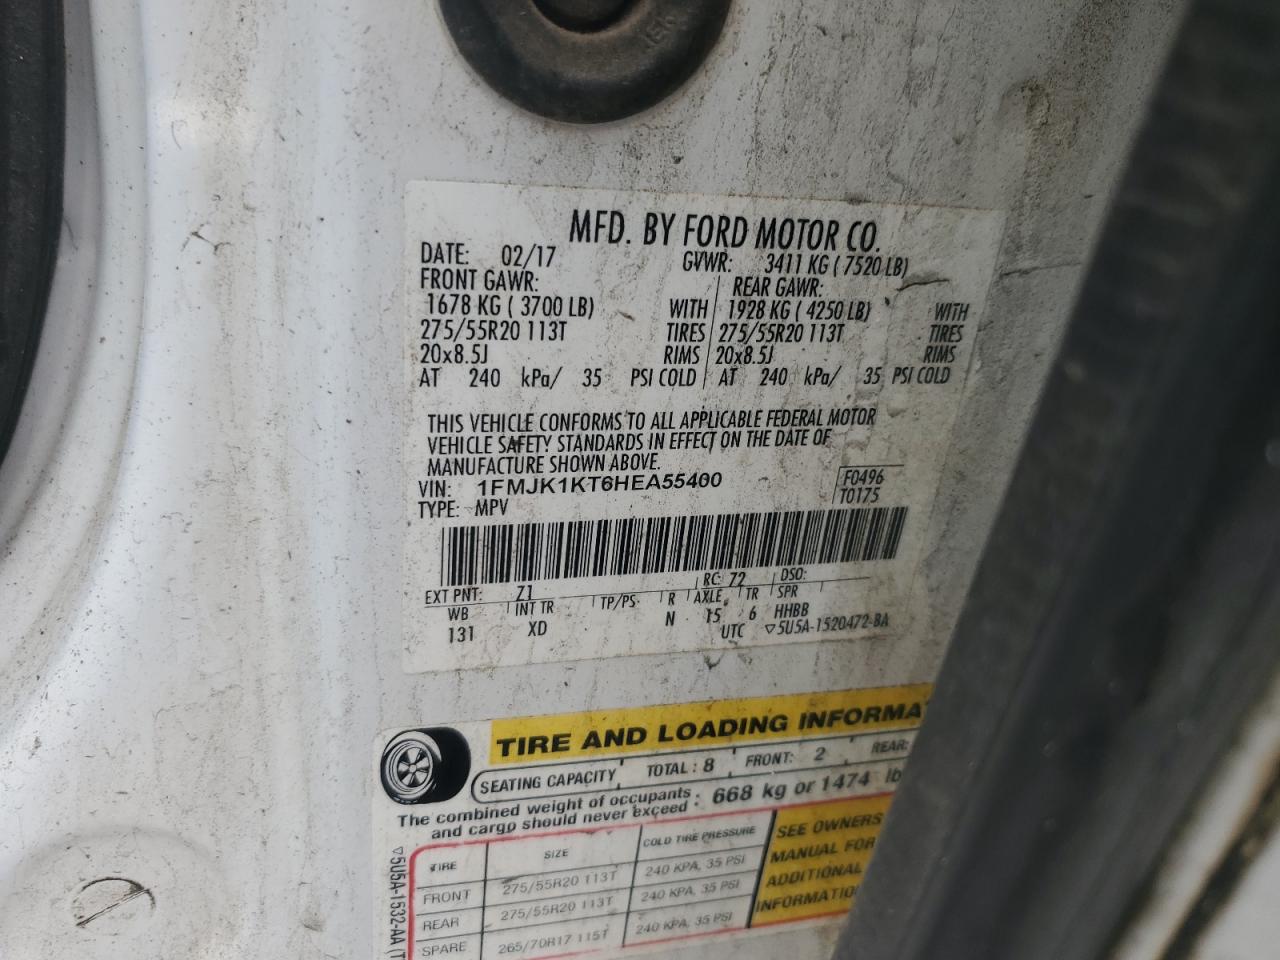 MFD. BY FORD MOTOR CO.
DATE: 02/17 GVWR: 3411 KG ( 7520 LB)
FRONT GAWR: REAR GAWR:
1678 KG ( 3700 LB) WITH 1928 KG ( 4250 LB) WITH
275/55R20 113T TIRES 275/55R20 113T TIRES
20x8.5J RIMS 20x8.5J RIMS
AT 240 kPa/ 35 PSI COLD AT 240 kPa/ 35 PSI COLD
THIS VEHICLE CONFORMS TO ALL APPLICABLE FEDERAL MOTOR
VEHICLE SAFETY STANDARDS IN EFFECT ON THE DATE OF
MANUFACTURE SHOWN ABOVE.
VIN: 1FMJK1KT6HEA55400 F0496
TYPE: MPV T0175
EXT PNT: Z1 RC: 72 DSO:
WB INT TR TP/PS R AXLE TR SPR
131 XD N 15 6 HHBB
UTC ▽5U5A-1520472-BA
TIRE AND LOADING INFORMAT
SEATING CAPACITY TOTAL: 8 FRONT: 2 REAR:
The combined weight of occupants and cargo should never exceed: 668 kg or 1474 lb
TIRE SIZE COLD TIRE PRESSURE
FRONT 275/55R20 113T 240 KPA, 35 PSI
REAR 275/55R20 113T 240 KPA, 35 PSI
SPARE 265/70R17 115T 240 KPA, 35 PSI
SEE OWNERS
MANUAL FOR
ADDITIONAL
INFORMATION
▽5U5A-1532-AA (T